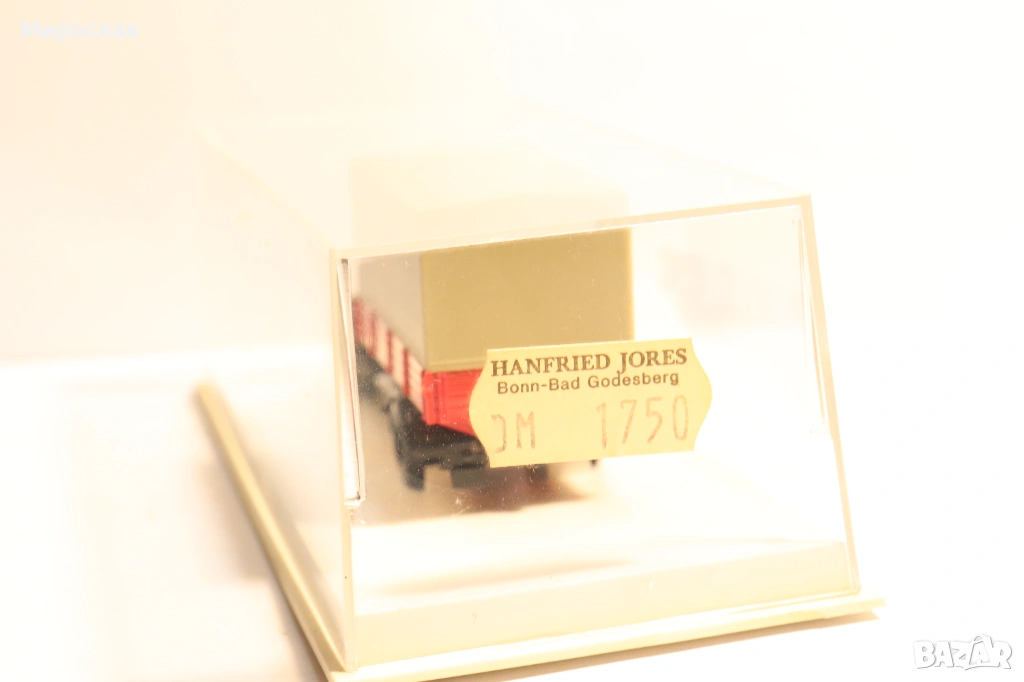 HANFRIED JORES
Bonn-Bad Godesberg
DM 1750
BAZAR